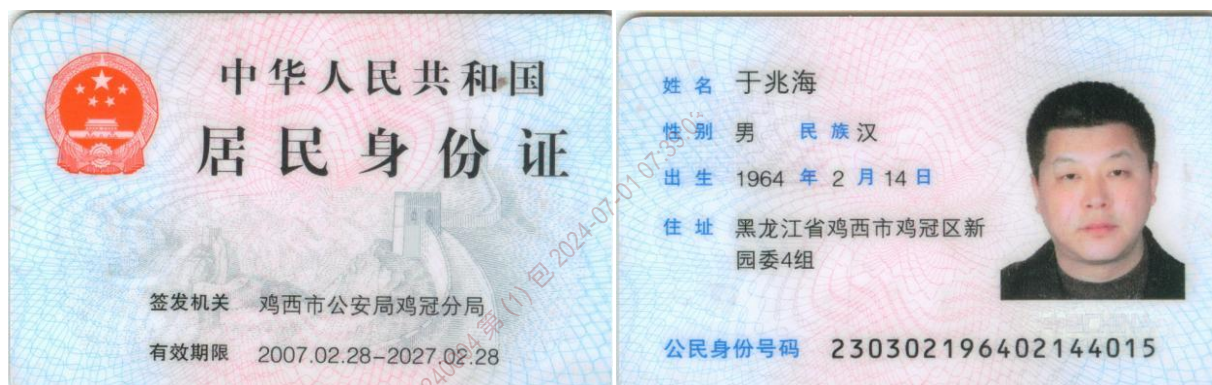 中华人民共和国
居民身份证
签发机关 鸡西市公安局鸡冠分局
有效期限 2007.02.28-2027.02.28
姓名 于兆海
性别 男 民族 汉
出生 1964 年 2 月 14 日
住址 黑龙江省鸡西市鸡冠区新
园委4组
公民身份号码 230302196402144015
第 (1) 包 2024-07-01